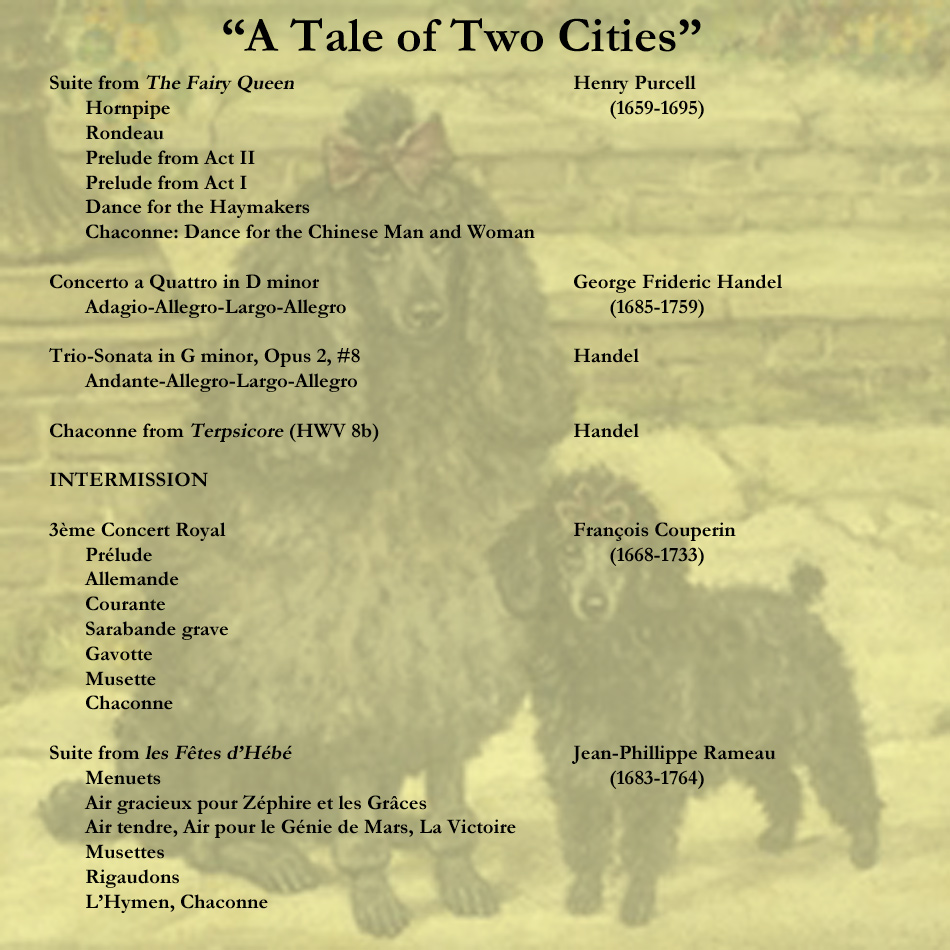 “A Tale of Two Cities”
Suite from The Fairy Queen Henry Purcell
Hornpipe (1659-1695)
Rondeau
Prelude from Act II
Prelude from Act I
Dance for the Haymakers
Chaconne: Dance for the Chinese Man and Woman
Concerto a Quattro in D minor George Frideric Handel
Adagio-Allegro-Largo-Allegro (1685-1759)
Trio-Sonata in G minor, Opus 2, #8 Handel
Andante-Allegro-Largo-Allegro
Chaconne from Terpsicore (HWV 8b) Handel
INTERMISSION
3ème Concert Royal François Couperin
Prélude (1668-1733)
Allemande
Courante
Sarabande grave
Gavotte
Musette
Chaconne
Suite from les Fêtes d’Hébé Jean-Phillippe Rameau
Menuets (1683-1764)
Air gracieux pour Zéphire et les Grâces
Air tendre, Air pour le Génie de Mars, La Victoire
Musettes
Rigaudons
L’Hymen, Chaconne